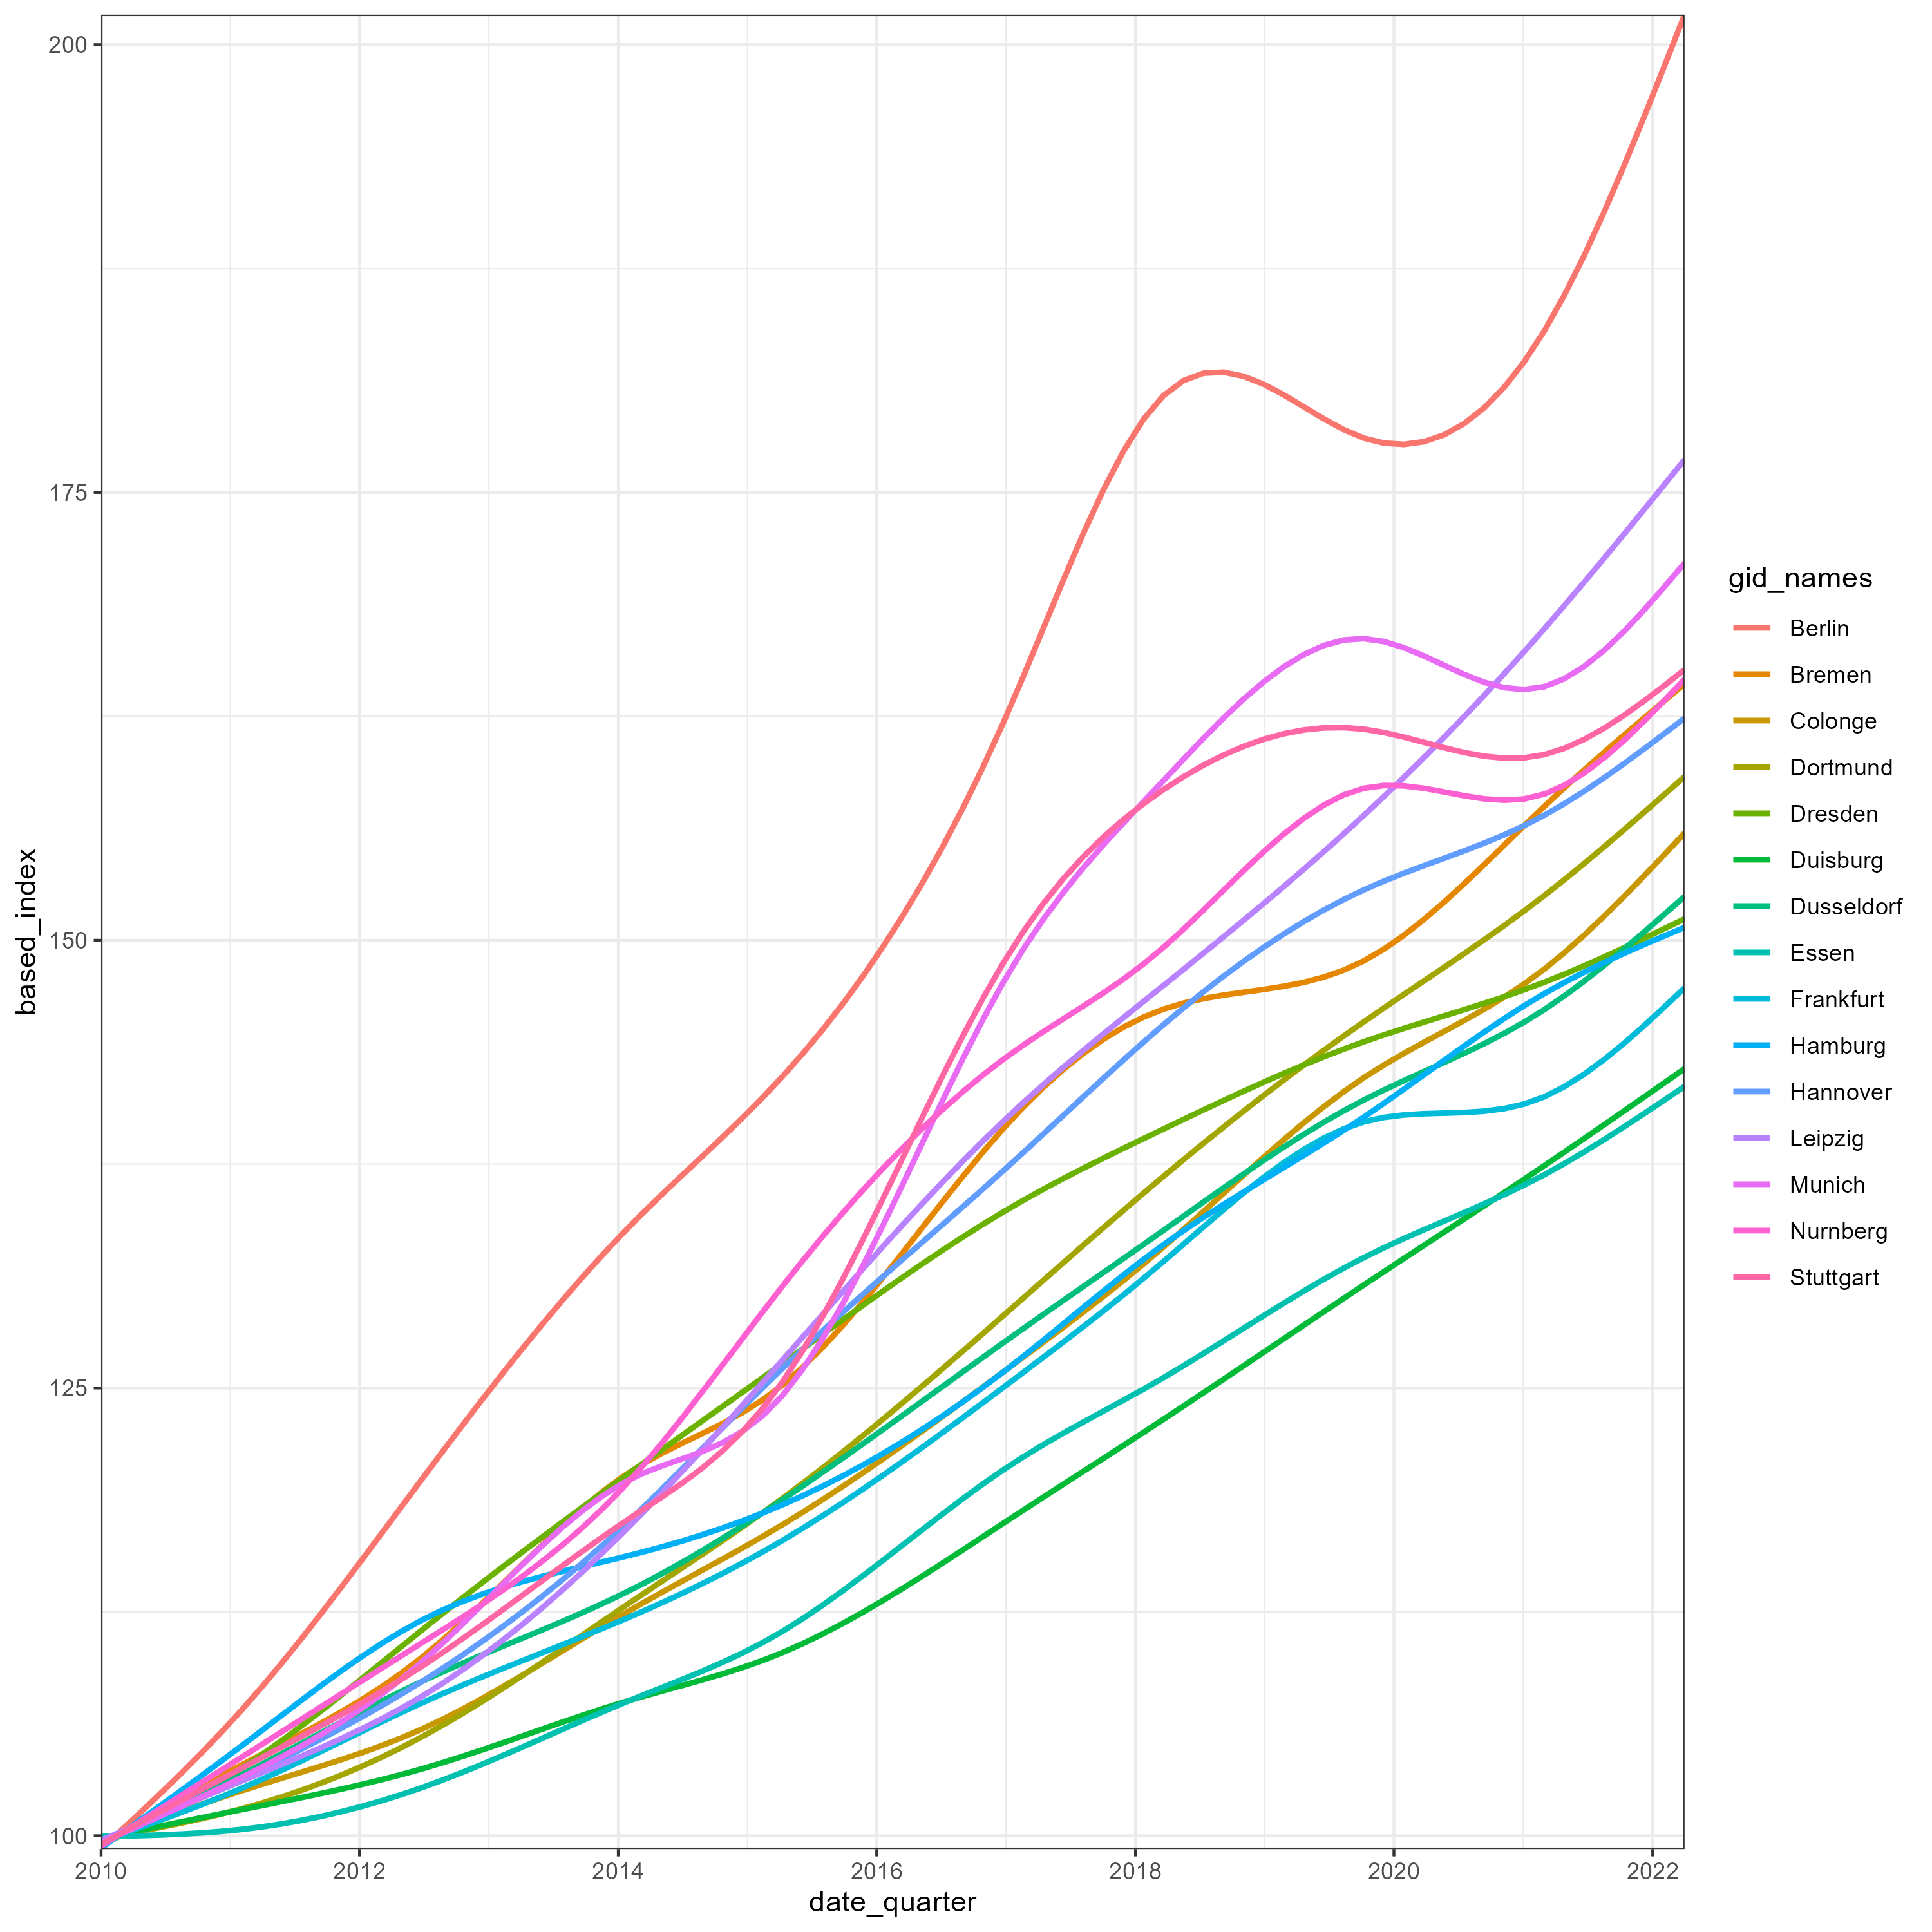 200
175
150
125
100
based_index
2010 2012 2014 2016 2018 2020 2022
date_quarter
gid_names
Berlin
Bremen
Colonge
Dortmund
Dresden
Duisburg
Dusseldorf
Essen
Frankfurt
Hamburg
Hannover
Leipzig
Munich
Nurnberg
Stuttgart